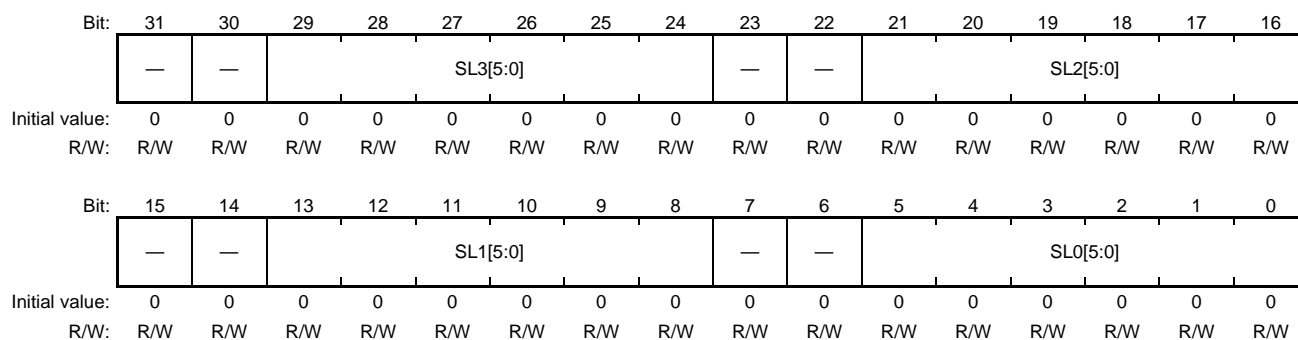 Bit: 31 30 29 28 27 26 25 24 23 22 21 20 19 18 17 16
— — SL3[5:0] — — SL2[5:0]
Initial value: 0 0 0 0 0 0 0 0 0 0 0 0 0 0 0 0
R/W: R/W R/W R/W R/W R/W R/W R/W R/W R/W R/W R/W R/W R/W R/W R/W R/W
Bit: 15 14 13 12 11 10 9 8 7 6 5 4 3 2 1 0
— — SL1[5:0] — — SL0[5:0]
Initial value: 0 0 0 0 0 0 0 0 0 0 0 0 0 0 0 0
R/W: R/W R/W R/W R/W R/W R/W R/W R/W R/W R/W R/W R/W R/W R/W R/W R/W